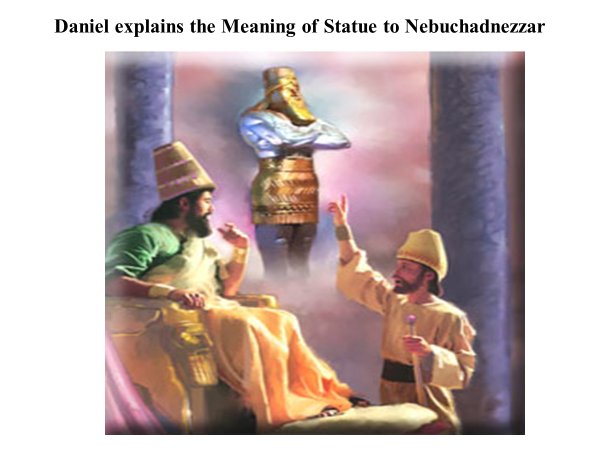 Daniel explains the Meaning of Statue to Nebuchadnezzar